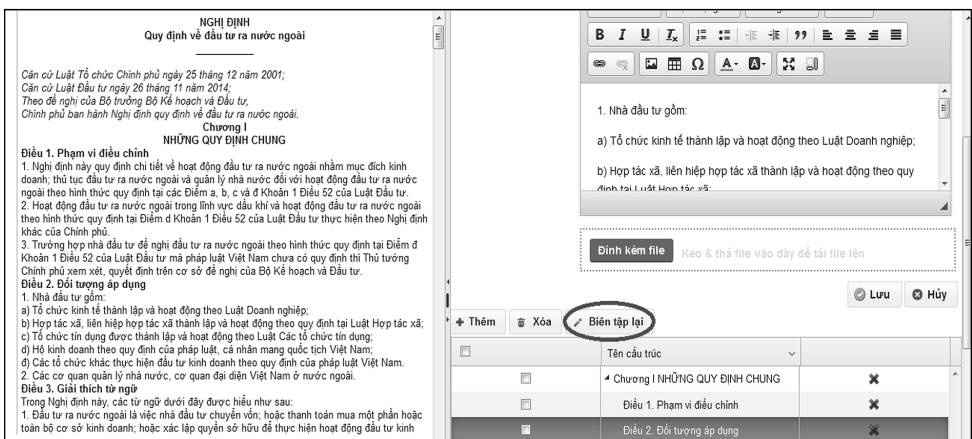 NGHỊ ĐỊNH
Quy định về đầu tư ra nước ngoài
Căn cứ Luật Tổ chức Chính phủ ngày 25 tháng 12 năm 2001;
Căn cứ Luật Đầu tư ngày 26 tháng 11 năm 2014;
Theo đề nghị của Bộ trưởng Bộ Kế hoạch và Đầu tư,
Chính phủ ban hành Nghị định quy định về đầu tư ra nước ngoài.
Chương I
NHỮNG QUY ĐỊNH CHUNG
Điều 1. Phạm vi điều chỉnh
1. Nghị định này quy định chi tiết về hoạt động đầu tư ra nước ngoài nhằm mục đích kinh
doanh; thủ tục đầu tư ra nước ngoài và quản lý nhà nước đối với hoạt động đầu tư ra nước
ngoài theo hình thức quy định tại các Điểm a, b, c và đ Khoản 1 Điều 52 của Luật Đầu tư.
2. Hoạt động đầu tư ra nước ngoài trong lĩnh vực dầu khí và hoạt động đầu tư ra nước ngoài
theo hình thức quy định tại Điểm d Khoản 1 Điều 52 của Luật Đầu tư thực hiện theo Nghị định
khác của Chính phủ.
3. Trường hợp nhà đầu tư đề nghị đầu tư ra nước ngoài theo hình thức quy định tại Điểm đ
Khoản 1 Điều 52 của Luật Đầu tư mà pháp luật Việt Nam chưa có quy định thì Thủ tướng
Chính phủ xem xét, quyết định trên cơ sở đề nghị của Bộ Kế hoạch và Đầu tư.
Điều 2. Đối tượng áp dụng
1. Nhà đầu tư gồm:
a) Tổ chức kinh tế thành lập và hoạt động theo Luật Doanh nghiệp;
b) Hợp tác xã, liên hiệp hợp tác xã thành lập và hoạt động theo quy định tại Luật Hợp tác xã;
c) Tổ chức tín dụng được thành lập và hoạt động theo Luật Các tổ chức tín dụng;
d) Hộ kinh doanh theo quy định của pháp luật, cá nhân mang quốc tịch Việt Nam;
đ) Các tổ chức khác thực hiện đầu tư kinh doanh theo quy định của pháp luật Việt Nam.
2. Các cơ quan quản lý nhà nước, cơ quan đại diện Việt Nam ở nước ngoài.
Điều 3. Giải thích từ ngữ
Trong Nghị định này, các từ ngữ dưới đây được hiểu như sau:
1. Đầu tư ra nước ngoài là việc nhà đầu tư chuyển vốn; hoặc thanh toán mua một phần hoặc
toàn bộ cơ sở kinh doanh; hoặc xác lập quyền sở hữu để thực hiện hoạt động đầu tư kinh
B I U Tx
Ω A A
1. Nhà đầu tư gồm:
a) Tổ chức kinh tế thành lập và hoạt động theo Luật Doanh nghiệp;
b) Hợp tác xã, liên hiệp hợp tác xã thành lập và hoạt động theo quy
định tại Luật Hợp tác xã;
Đính kèm file Kéo & thả file vào đây để tải file lên
Lưu Hủy
+ Thêm Xóa Biên tập lại
Tên cấu trúc
Chương I NHỮNG QUY ĐỊNH CHUNG
Điều 1. Phạm vi điều chỉnh
Điều 2. Đối tượng áp dụng